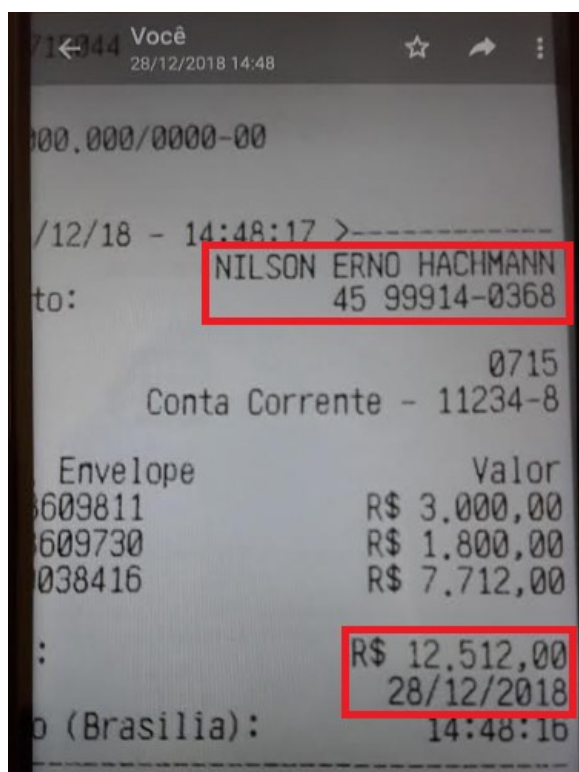 Você
28/12/2018 14:48
000.000/0000-00
/12/18 - 14:48:17 >------------
NILSON ERNO HACHMANN
to: 45 99914-0368
0715
Conta Corrente - 11234-8
Envelope Valor
609811 R$ 3.000,00
609730 R$ 1.800,00
038416 R$ 7.712,00
: R$ 12.512,00
28/12/2018
o (Brasilia): 14:48:16